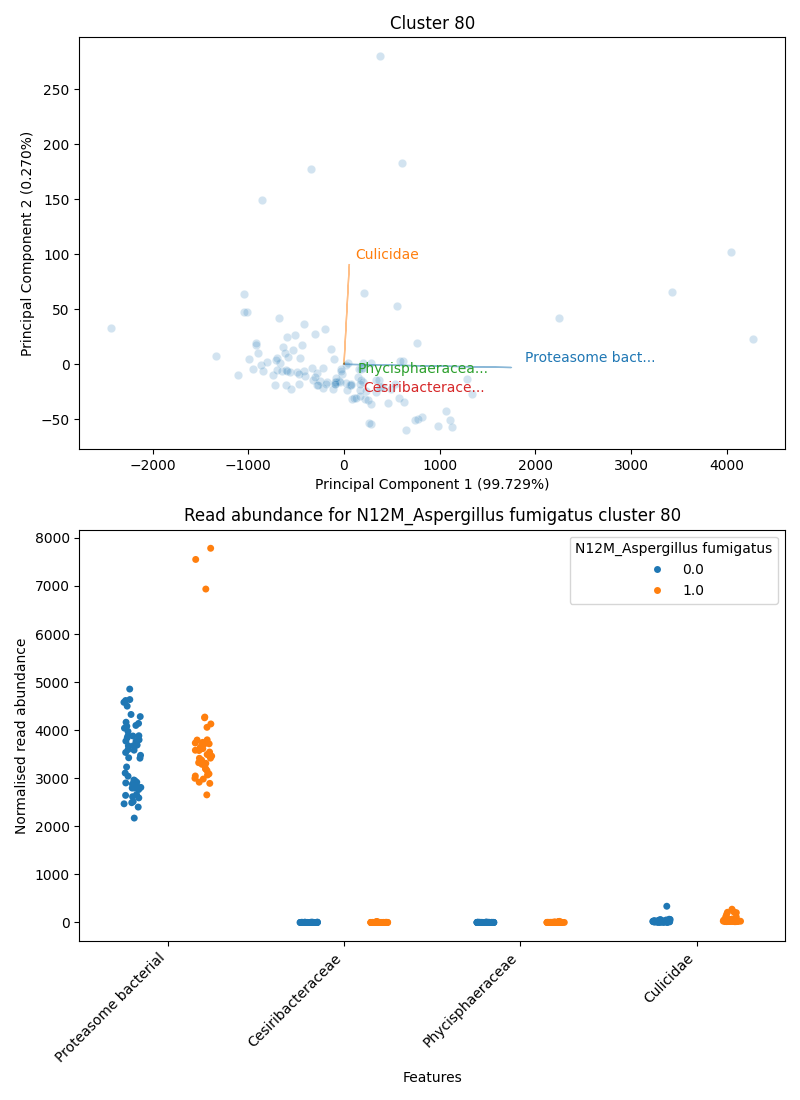 Cluster 80
Principal Component 2 (0.270%)
250
200
150
100
50
0
−50
Culicidae
Proteasome bact...
Phycisphaeracea...
Cesiribacterace...
−2000
−1000
0
1000
2000
3000
4000
Principal Component 1 (99.729%)
Read abundance for N12M_Aspergillus fumigatus cluster 80
Normalised read abundance
8000
7000
6000
5000
4000
3000
2000
1000
0
N12M_Aspergillus fumigatus
0.0
1.0
Proteasome bacterial
Cesiribacteraceae
Phycisphaeraceae
Culicidae
Features